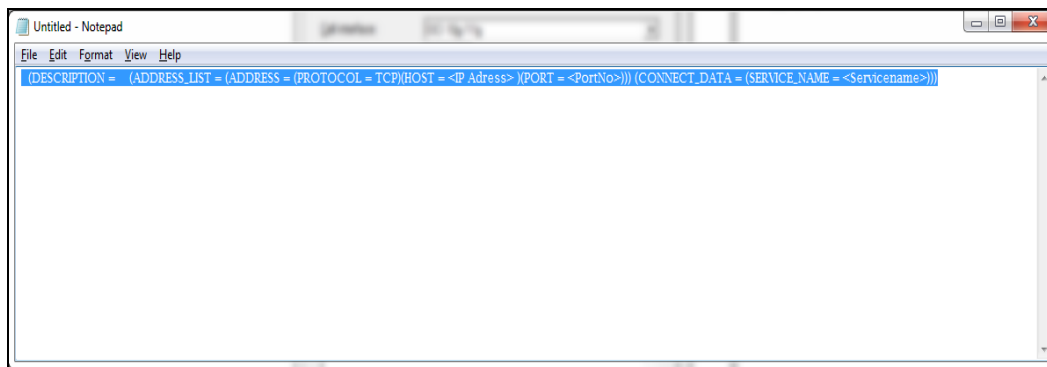 Untitled - Notepad
File Edit Format View Help
(DESCRIPTION = (ADDRESS_LIST = (ADDRESS = (PROTOCOL = TCP)(HOST = <IP Adress> )(PORT = <PortNo>))) (CONNECT_DATA = (SERVICE_NAME = <Servicename>)))